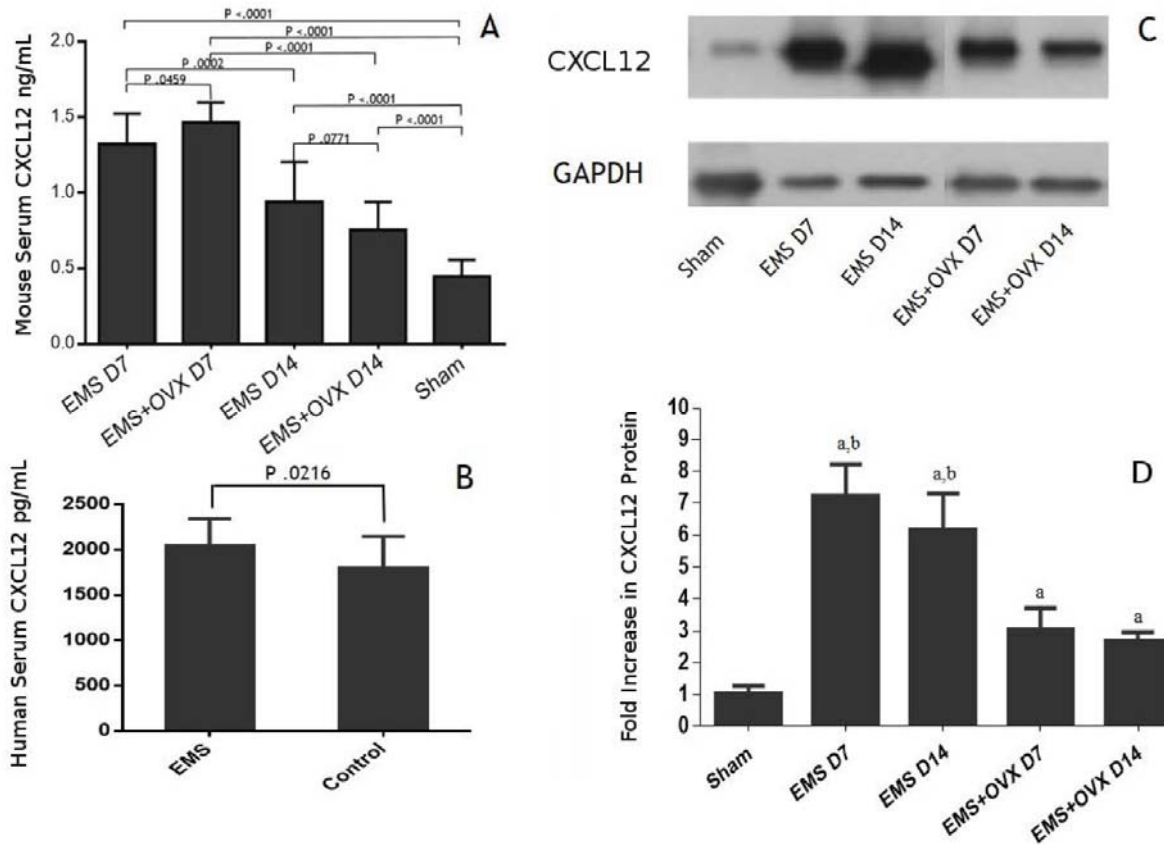 P <.0001
A
P <.0001
P <.0001
P .0002
P .0459
P <.0001
P <.0001
P .0771
Mouse Serum CXCL12 ng/mL
2.0
1.5
1.0
0.5
0.0
EMS D7
EMS+OVX D7
EMS D14
EMS+OVX D14
Sham
B
P .0216
Human Serum CXCL12 pg/mL
2500
2000
1500
1000
500
0
EMS
Control
C
CXCL12
GAPDH
Sham
EMS D7
EMS D14
EMS+OVX D7
EMS+OVX D14
D
Fold Increase in CXCL12 Protein
10
9
8
7
6
5
4
3
2
1
0
a,b
a,b
a
a
Sham
EMS D7
EMS D14
EMS+OVX D7
EMS+OVX D14